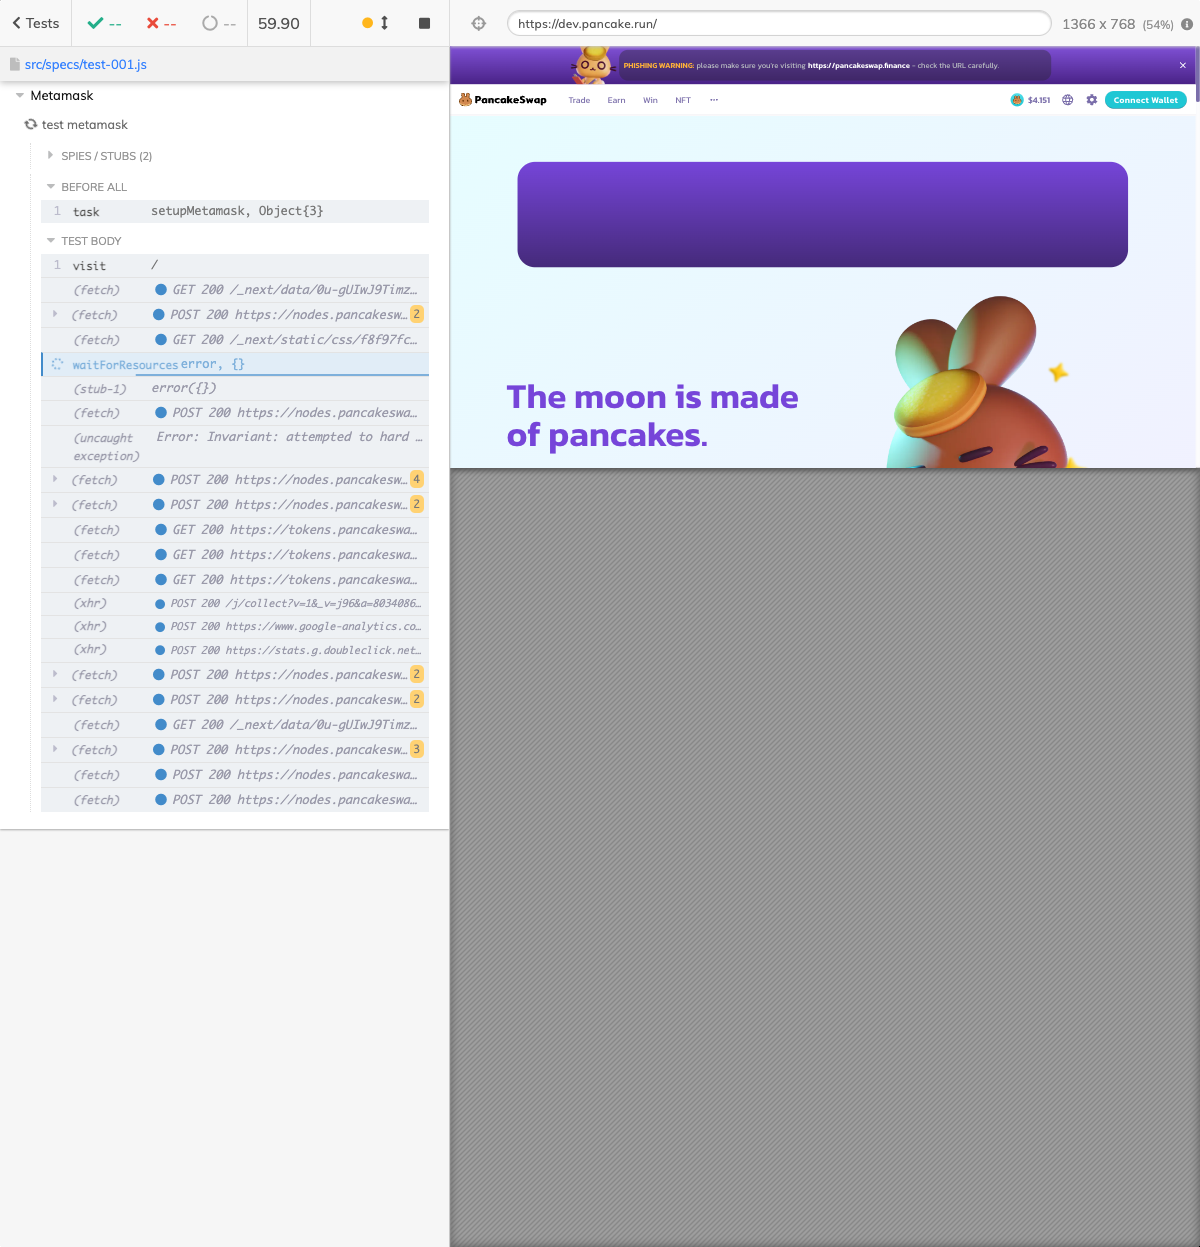 Tests
--
--
--
59.90
https://dev.pancake.run/
1366 x 768 (54%)
src/specs/test-001.js
Metamask
test metamask
SPIES / STUBS (2)
BEFORE ALL
1 task setupMetamask, Object{3}
TEST BODY
1 visit /
(fetch) GET 200 /_next/data/0u-gUIwJ9Timz…
(fetch) POST 200 https://nodes.pancakesw… 2
(fetch) GET 200 /_next/static/css/f8f97fc…
waitForResources error, {}
(stub-1) error({})
(fetch) POST 200 https://nodes.pancakeswa…
(uncaught exception) Error: Invariant: attempted to hard …
(fetch) POST 200 https://nodes.pancakesw… 4
(fetch) POST 200 https://nodes.pancakesw… 2
(fetch) GET 200 https://tokens.pancakeswa…
(fetch) GET 200 https://tokens.pancakeswa…
(fetch) GET 200 https://tokens.pancakeswa…
(xhr) POST 200 /j/collect?v=1&_v=j96&a=8034086…
(xhr) POST 200 https://www.google-analytics.co…
(xhr) POST 200 https://stats.g.doubleclick.net…
(fetch) POST 200 https://nodes.pancakesw… 2
(fetch) POST 200 https://nodes.pancakesw… 2
(fetch) GET 200 /_next/data/0u-gUIwJ9Timz…
(fetch) POST 200 https://nodes.pancakesw… 3
(fetch) POST 200 https://nodes.pancakeswa…
(fetch) POST 200 https://nodes.pancakeswa…
PHISHING WARNING: please make sure you're visiting https://pancakeswap.finance - check the URL carefully.
PancakeSwap Trade Earn Win NFT ··· $4.151 Connect Wallet
The moon is made
of pancakes.